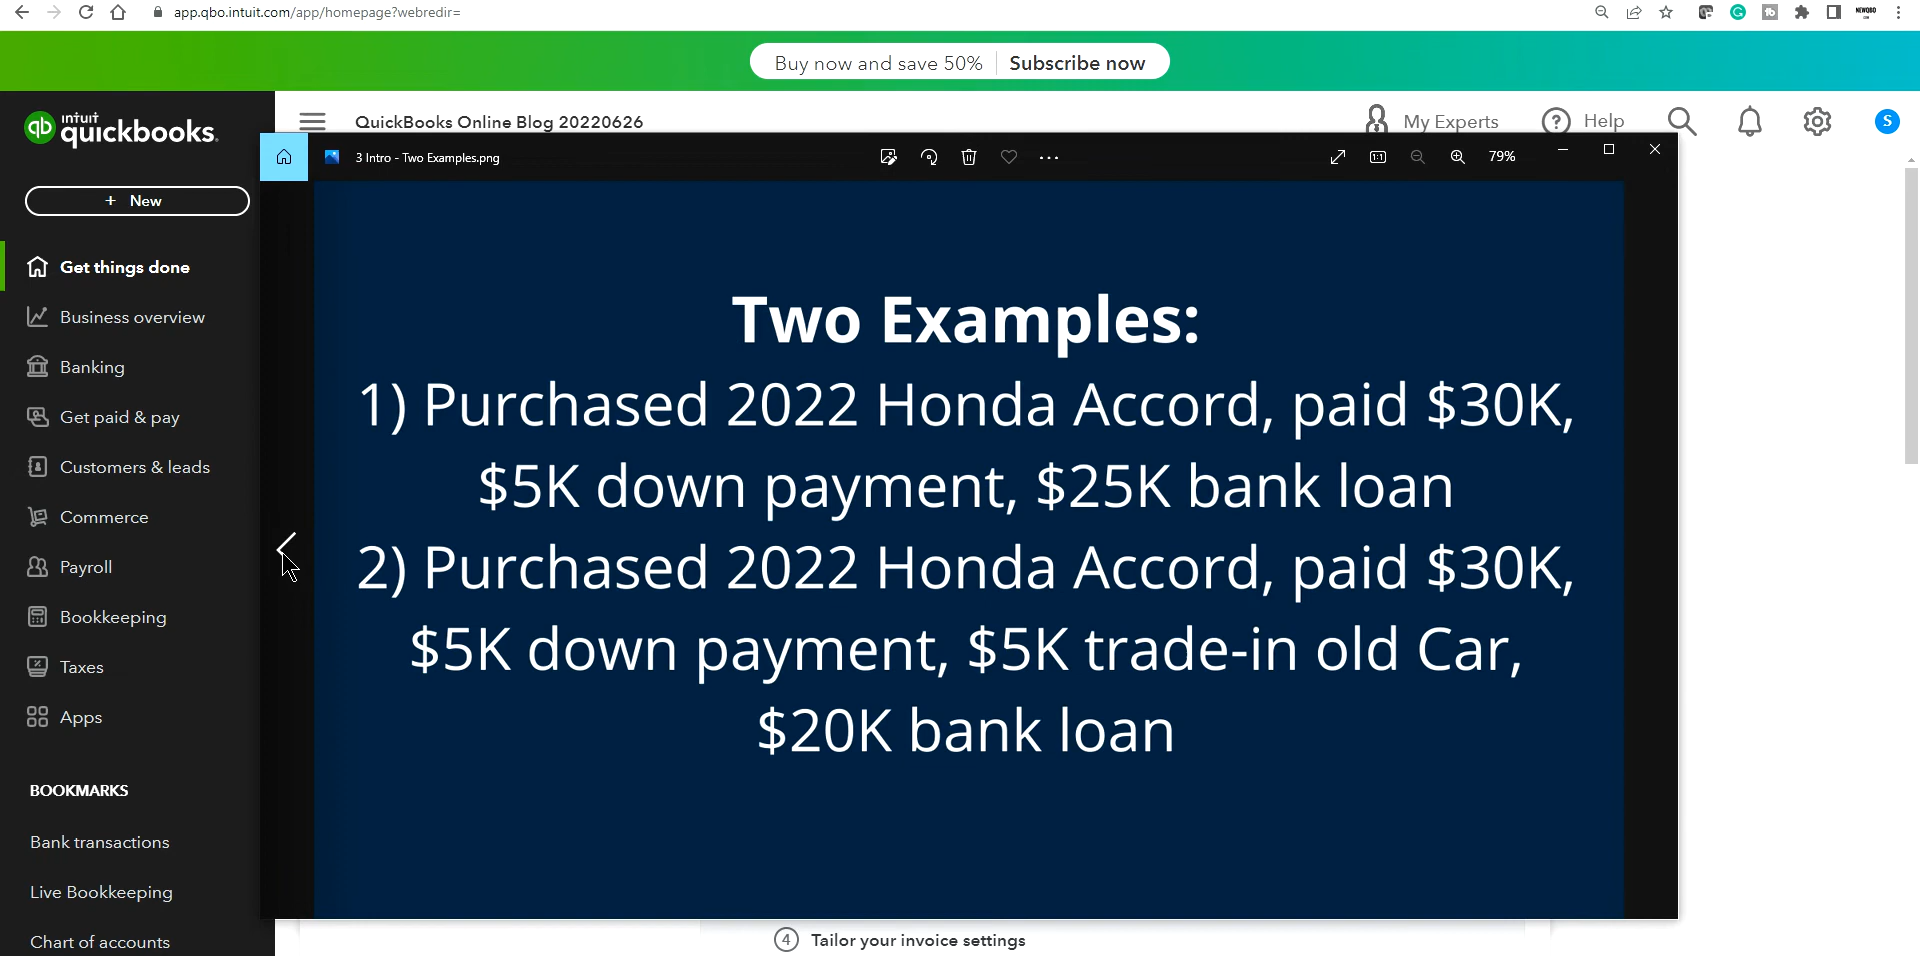 app.qbo.intuit.com/app/homepage?webredir=
Buy now and save 50% Subscribe now
intuit
quickbooks.
QuickBooks Online Blog 20220626
My Experts
Help
S
3 Intro - Two Examples.png
79%
+ New
Get things done
Business overview
Banking
Get paid & pay
Customers & leads
Commerce
Payroll
Bookkeeping
Taxes
Apps
BOOKMARKS
Bank transactions
Live Bookkeeping
Chart of accounts
Two Examples:
1) Purchased 2022 Honda Accord, paid $30K,
$5K down payment, $25K bank loan
2) Purchased 2022 Honda Accord, paid $30K,
$5K down payment, $5K trade-in old Car,
$20K bank loan
4 Tailor your invoice settings